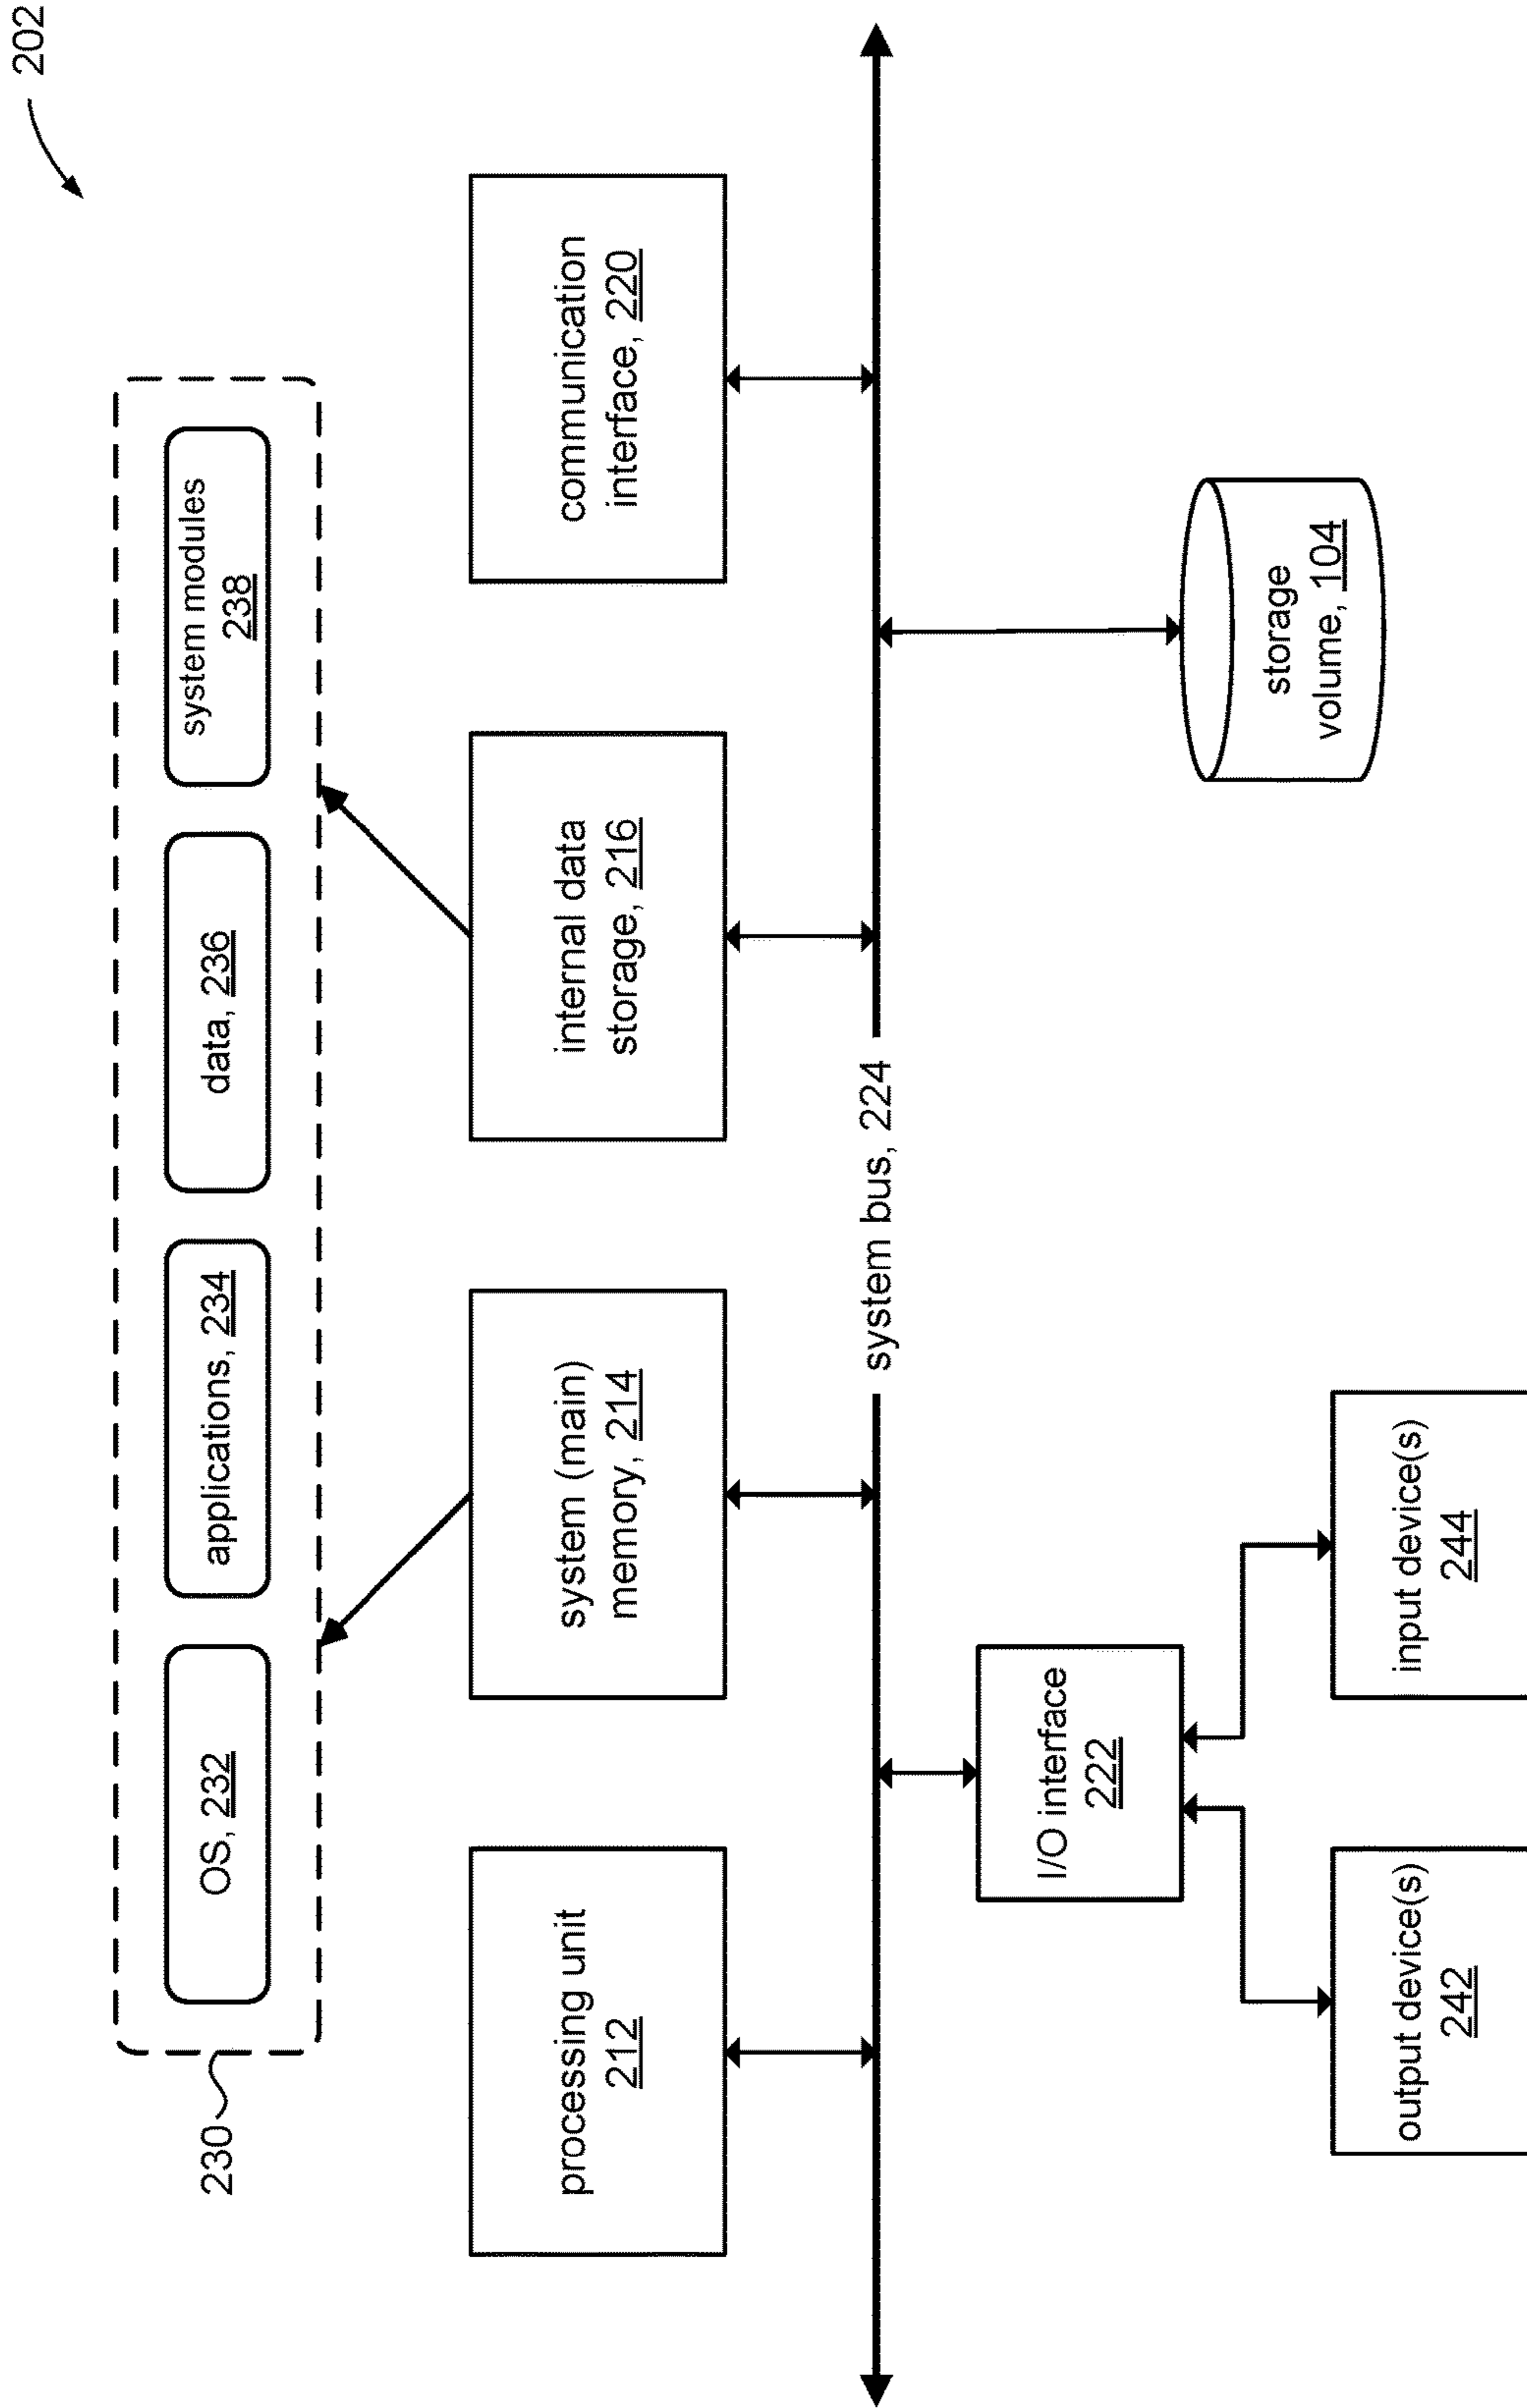 202
230
OS, 232
applications, 234
data, 236
system modules
238
processing unit
212
system (main)
memory, 214
internal data
storage, 216
communication
interface, 220
system bus, 224
I/O interface
222
storage
volume, 104
output device(s)
242
input device(s)
244